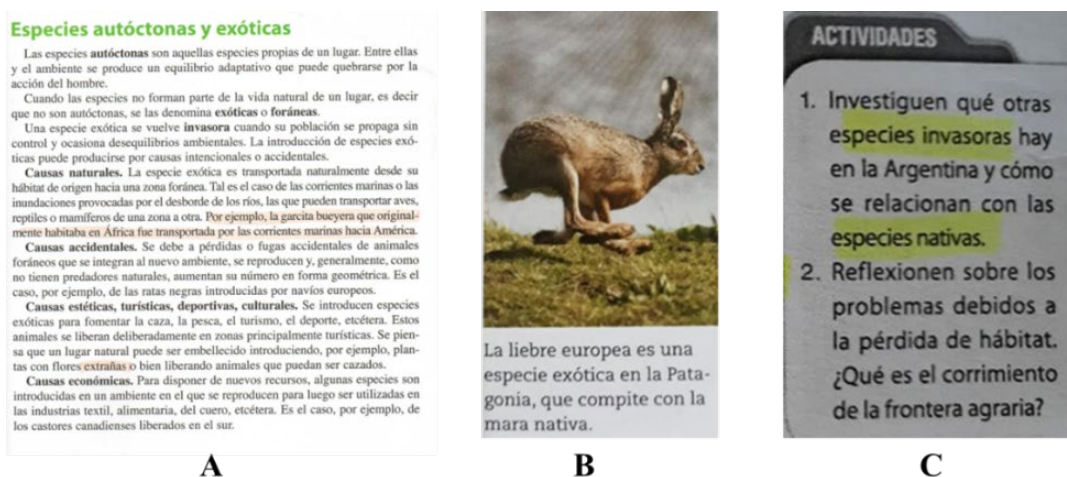 Especies autóctonas y exóticas
Las especies autóctonas son aquellas especies propias de un lugar. Entre ellas
y el ambiente se produce un equilibrio adaptativo que puede quebrarse por la
acción del hombre.
Cuando las especies no forman parte de la vida natural de un lugar, es decir
que no son autóctonas, se las denomina exóticas o foráneas.
Una especie exótica se vuelve invasora cuando su población se propaga sin
control y ocasiona desequilibrios ambientales. La introducción de especies exó-
ticas puede producirse por causas intencionales o accidentales.
Causas naturales. La especie exótica es transportada naturalmente desde su
hábitat de origen hacia una zona foránea. Tal es el caso de las corrientes marinas o las
inundaciones provocadas por el desborde de los ríos, las que pueden transportar aves,
reptiles o mamíferos de una zona a otra. Por ejemplo, la garcita bueyera que original-
mente habitaba en África fue transportada por las corrientes marinas hacia América.
Causas accidentales. Se debe a pérdidas o fugas accidentales de animales
foráneos que se integran al nuevo ambiente, se reproducen y, generalmente, como
no tienen predadores naturales, aumentan su número en forma geométrica. Es el
caso, por ejemplo, de las ratas negras introducidas por navíos europeos.
Causas estéticas, turísticas, deportivas, culturales. Se introducen especies
exóticas para fomentar la caza, la pesca, el turismo, el deporte, etcétera. Estos
animales se liberan deliberadamente en zonas principalmente turísticas. Se pien-
sa que un lugar natural puede ser embellecido introduciendo, por ejemplo, plan-
tas con flores extrañas o bien liberando animales que puedan ser cazados.
Causas económicas. Para disponer de nuevos recursos, algunas especies son
introducidas en un ambiente en el que se reproducen para luego ser utilizadas en
las industrias textil, alimentaria, del cuero, etcétera. Es el caso, por ejemplo, de
los castores canadienses liberados en el sur.
A
La liebre europea es una
especie exótica en la Pata-
gonia, que compite con la
mara nativa.
B
ACTIVIDADES
1. Investiguen qué otras
especies invasoras hay
en la Argentina y cómo
se relacionan con las
especies nativas.
2. Reflexionen sobre los
problemas debidos a
la pérdida de hábitat.
¿Qué es el corrimiento
de la frontera agraria?
C